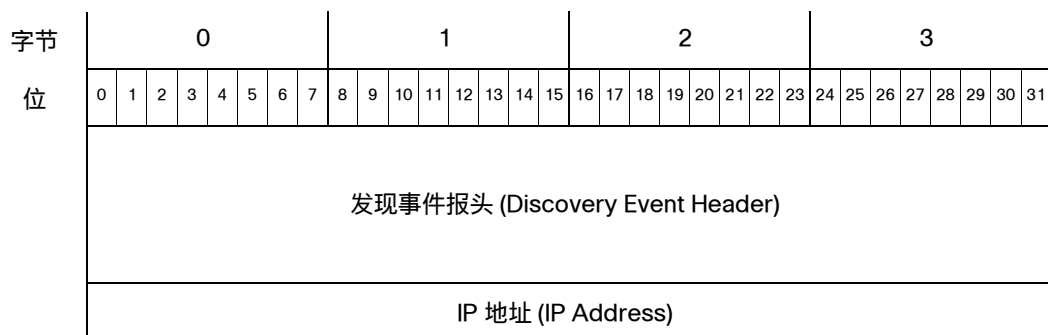 字节 0 1 2 3
位 0 1 2 3 4 5 6 7 8 9 10 11 12 13 14 15 16 17 18 19 20 21 22 23 24 25 26 27 28 29 30 31
发现事件报头 (Discovery Event Header)
IP 地址 (IP Address)